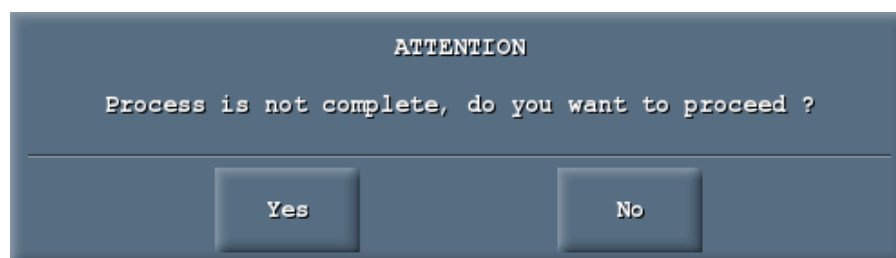 ATTENTION
Process is not complete, do you want to proceed ?
Yes No